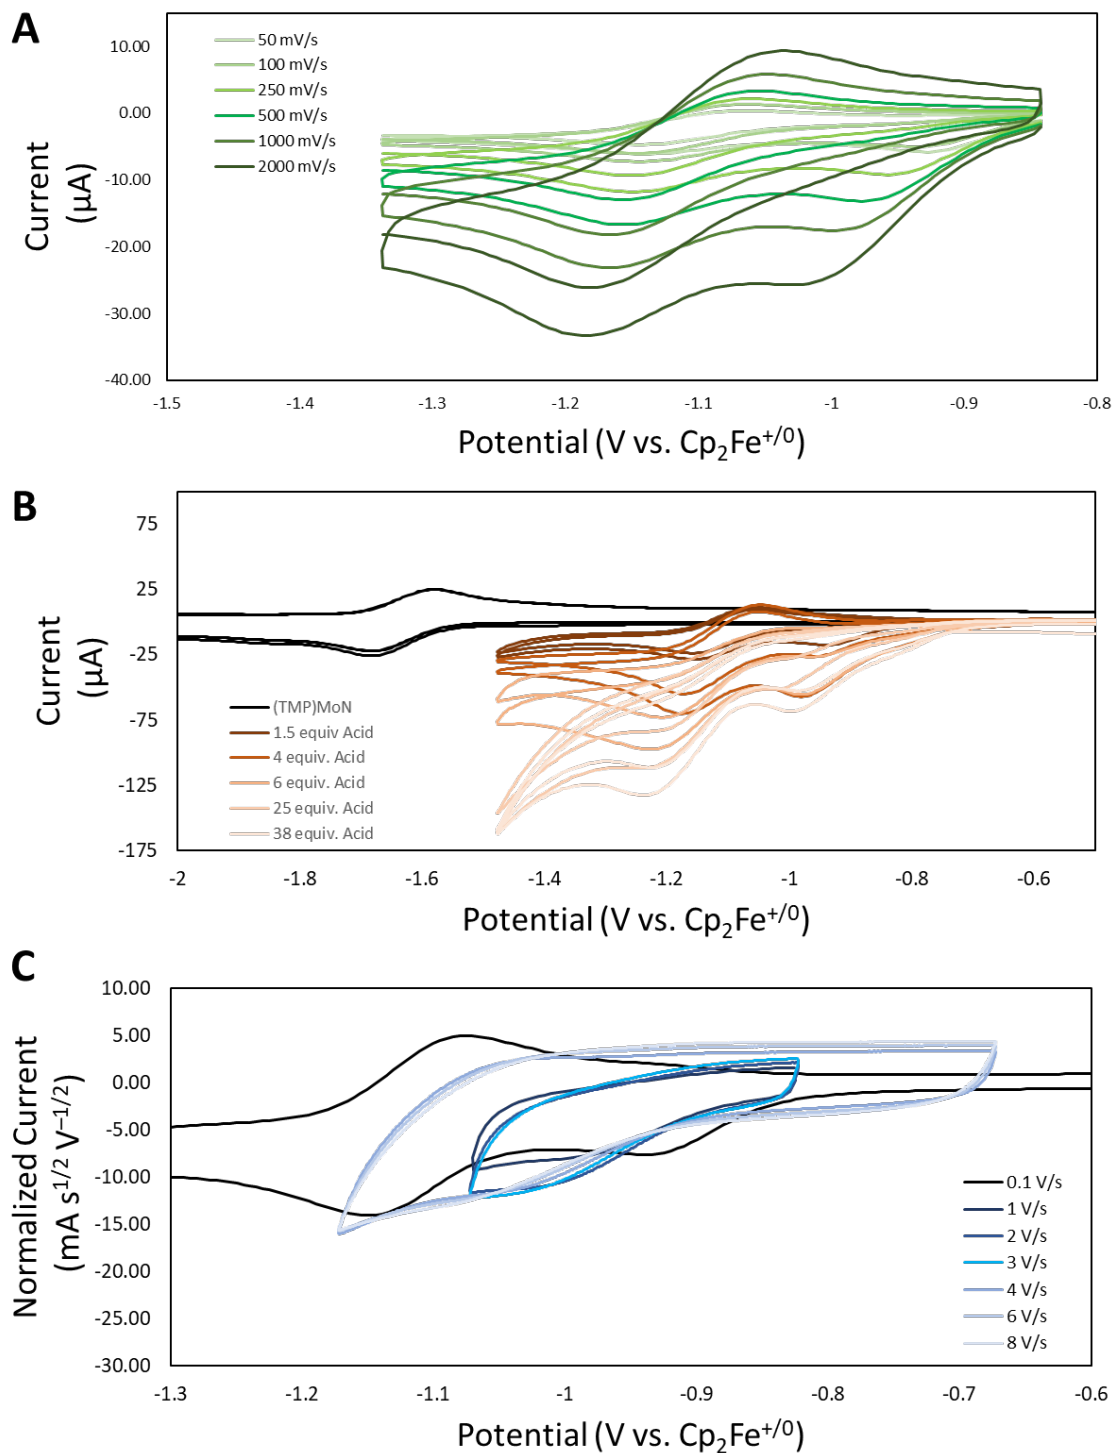 A
10.00
0.00
-10.00
-20.00
-30.00
-40.00
Current
(µA)
50 mV/s
100 mV/s
250 mV/s
500 mV/s
1000 mV/s
2000 mV/s
-1.5 -1.4 -1.3 -1.2 -1.1 -1 -0.9 -0.8
Potential (V vs. Cp₂Fe⁺/⁰)
B
75
25
-25
-75
-125
-175
Current
(µA)
(TMP)MoN
1.5 equiv Acid
4 equiv. Acid
6 equiv. Acid
25 equiv. Acid
38 equiv. Acid
-2 -1.8 -1.6 -1.4 -1.2 -1 -0.8 -0.6
Potential (V vs. Cp₂Fe⁺/⁰)
C
10.00
5.00
0.00
-5.00
-10.00
-15.00
-20.00
-25.00
-30.00
Normalized Current
(mA s¹/² V⁻¹/²)
0.1 V/s
1 V/s
2 V/s
3 V/s
4 V/s
6 V/s
8 V/s
-1.3 -1.2 -1.1 -1 -0.9 -0.8 -0.7 -0.6
Potential (V vs. Cp₂Fe⁺/⁰)